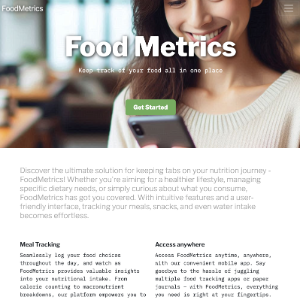 FoodMetrics
Food Metrics
Keep track of your food all in one place
Get Started
Discover the ultimate solution for keeping tabs on your nutrition journey -
FoodMetrics! Whether you're aiming for a healthier lifestyle, managing
specific dietary needs, or simply curious about what you consume,
FoodMetrics has got you covered. With intuitive features and a user-
friendly interface, tracking your meals, snacks, and even water intake
becomes effortless.
Meal Tracking
Seamlessly log your food choices
throughout the day, and watch as
FoodMetrics provides valuable insights
into your nutritional intake. From
calorie counting to macronutrient
breakdowns, our platform empowers you to
Access anywhere
Access FoodMetrics anytime, anywhere,
with our convenient mobile app. Say
goodbye to the hassle of juggling
multiple food tracking apps or paper
journals – with FoodMetrics, everything
you need is right at your fingertips.